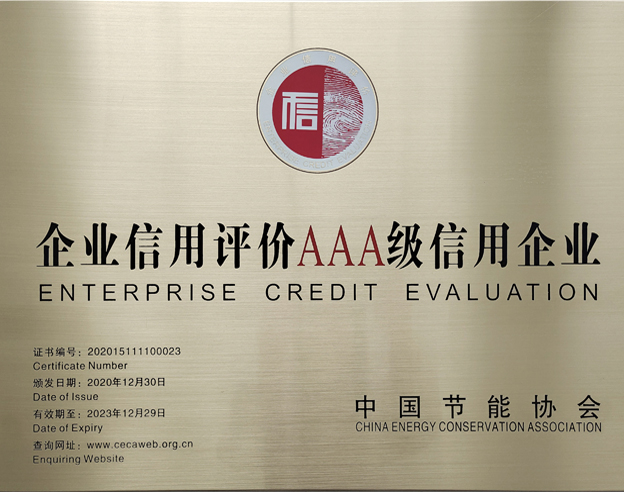 信
企业信用评价AAA级信用企业
ENTERPRISE CREDIT EVALUATION
证书编号：202015111100023
Certificate Number
颁发日期：2020年12月30日
Date of Issue
有效期至：2023年12月29日
Date of Expiry
查询网址：www.cecaweb.org.cn
Enquiring Website
中国节能协会
CHINA ENERGY CONSERVATION ASSOCIATION